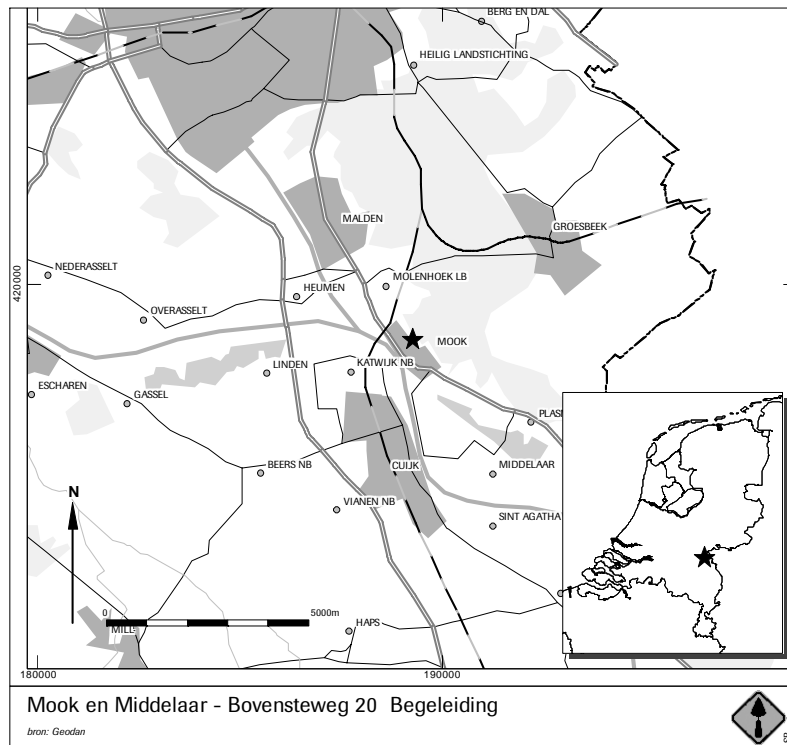 BERG EN DAL
HEILIG LANDSTICHTING
MALDEN
GROESBEEK
NEDERASSELT
MOLENHOEK LB
420000
HEUMEN
OVERASSELT
MOOK
LINDEN
KATWIJK NB
ESCHAREN
GASSEL
PLASM
BEERS NB
CUIJK
MIDDELAAR
N
VIANEN NB
SINT AGATHA
0
5000m
MILL
HAPS
180000
190000
Mook en Middelaar - Bovensteweg 20 Begeleiding
bron: Geodan